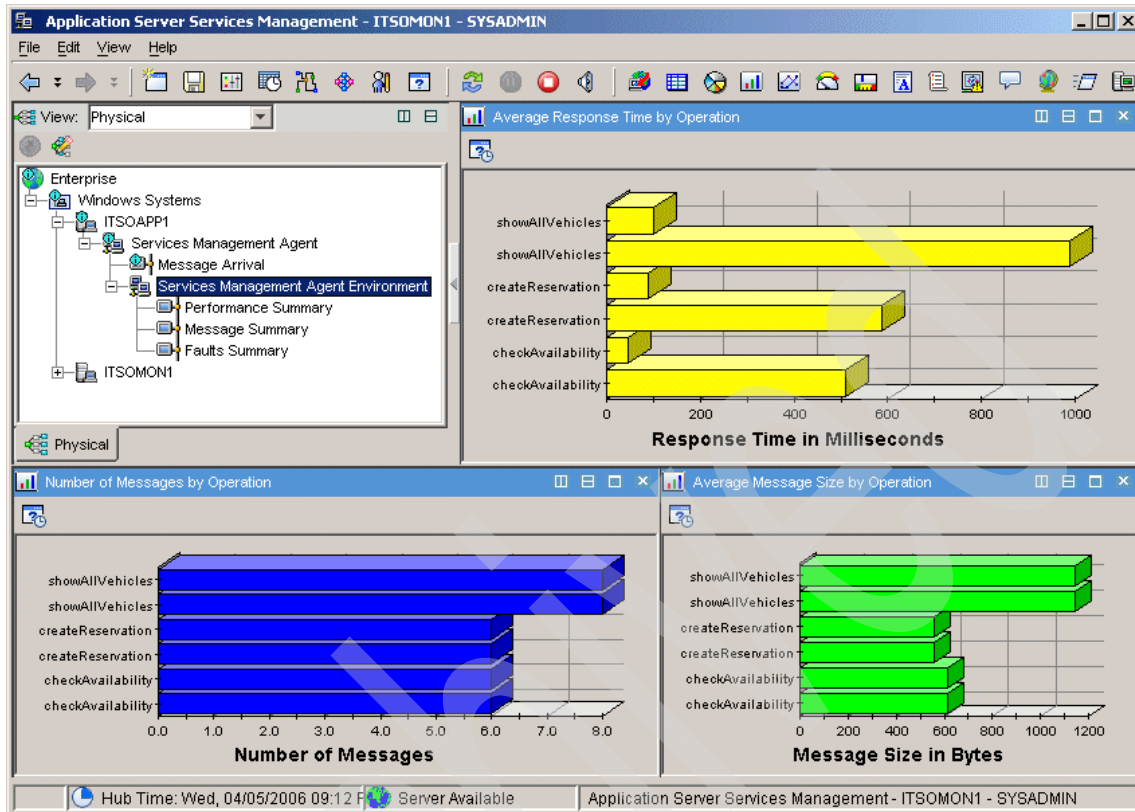 Application Server Services Management - ITSOMON1 - SYSADMIN
File Edit View Help
View: Physical
Enterprise
Windows Systems
ITSOAPP1
Services Management Agent
Message Arrival
Services Management Agent Environment
Performance Summary
Message Summary
Faults Summary
ITSOMON1
Physical
Average Response Time by Operation
showAllVehicles
showAllVehicles
createReservation
createReservation
checkAvailability
checkAvailability
0 200 400 600 800 1000
Response Time in Milliseconds
Number of Messages by Operation
showAllVehicles
showAllVehicles
createReservation
createReservation
checkAvailability
checkAvailability
0.0 1.0 2.0 3.0 4.0 5.0 6.0 7.0 8.0
Number of Messages
Average Message Size by Operation
showAllVehicles
showAllVehicles
createReservation
createReservation
checkAvailability
checkAvailability
0 200 400 600 800 1000 1200
Message Size in Bytes
Hub Time: Wed, 04/05/2006 09:12 Server Available Application Server Services Management - ITSOMON1 - SYSADMIN